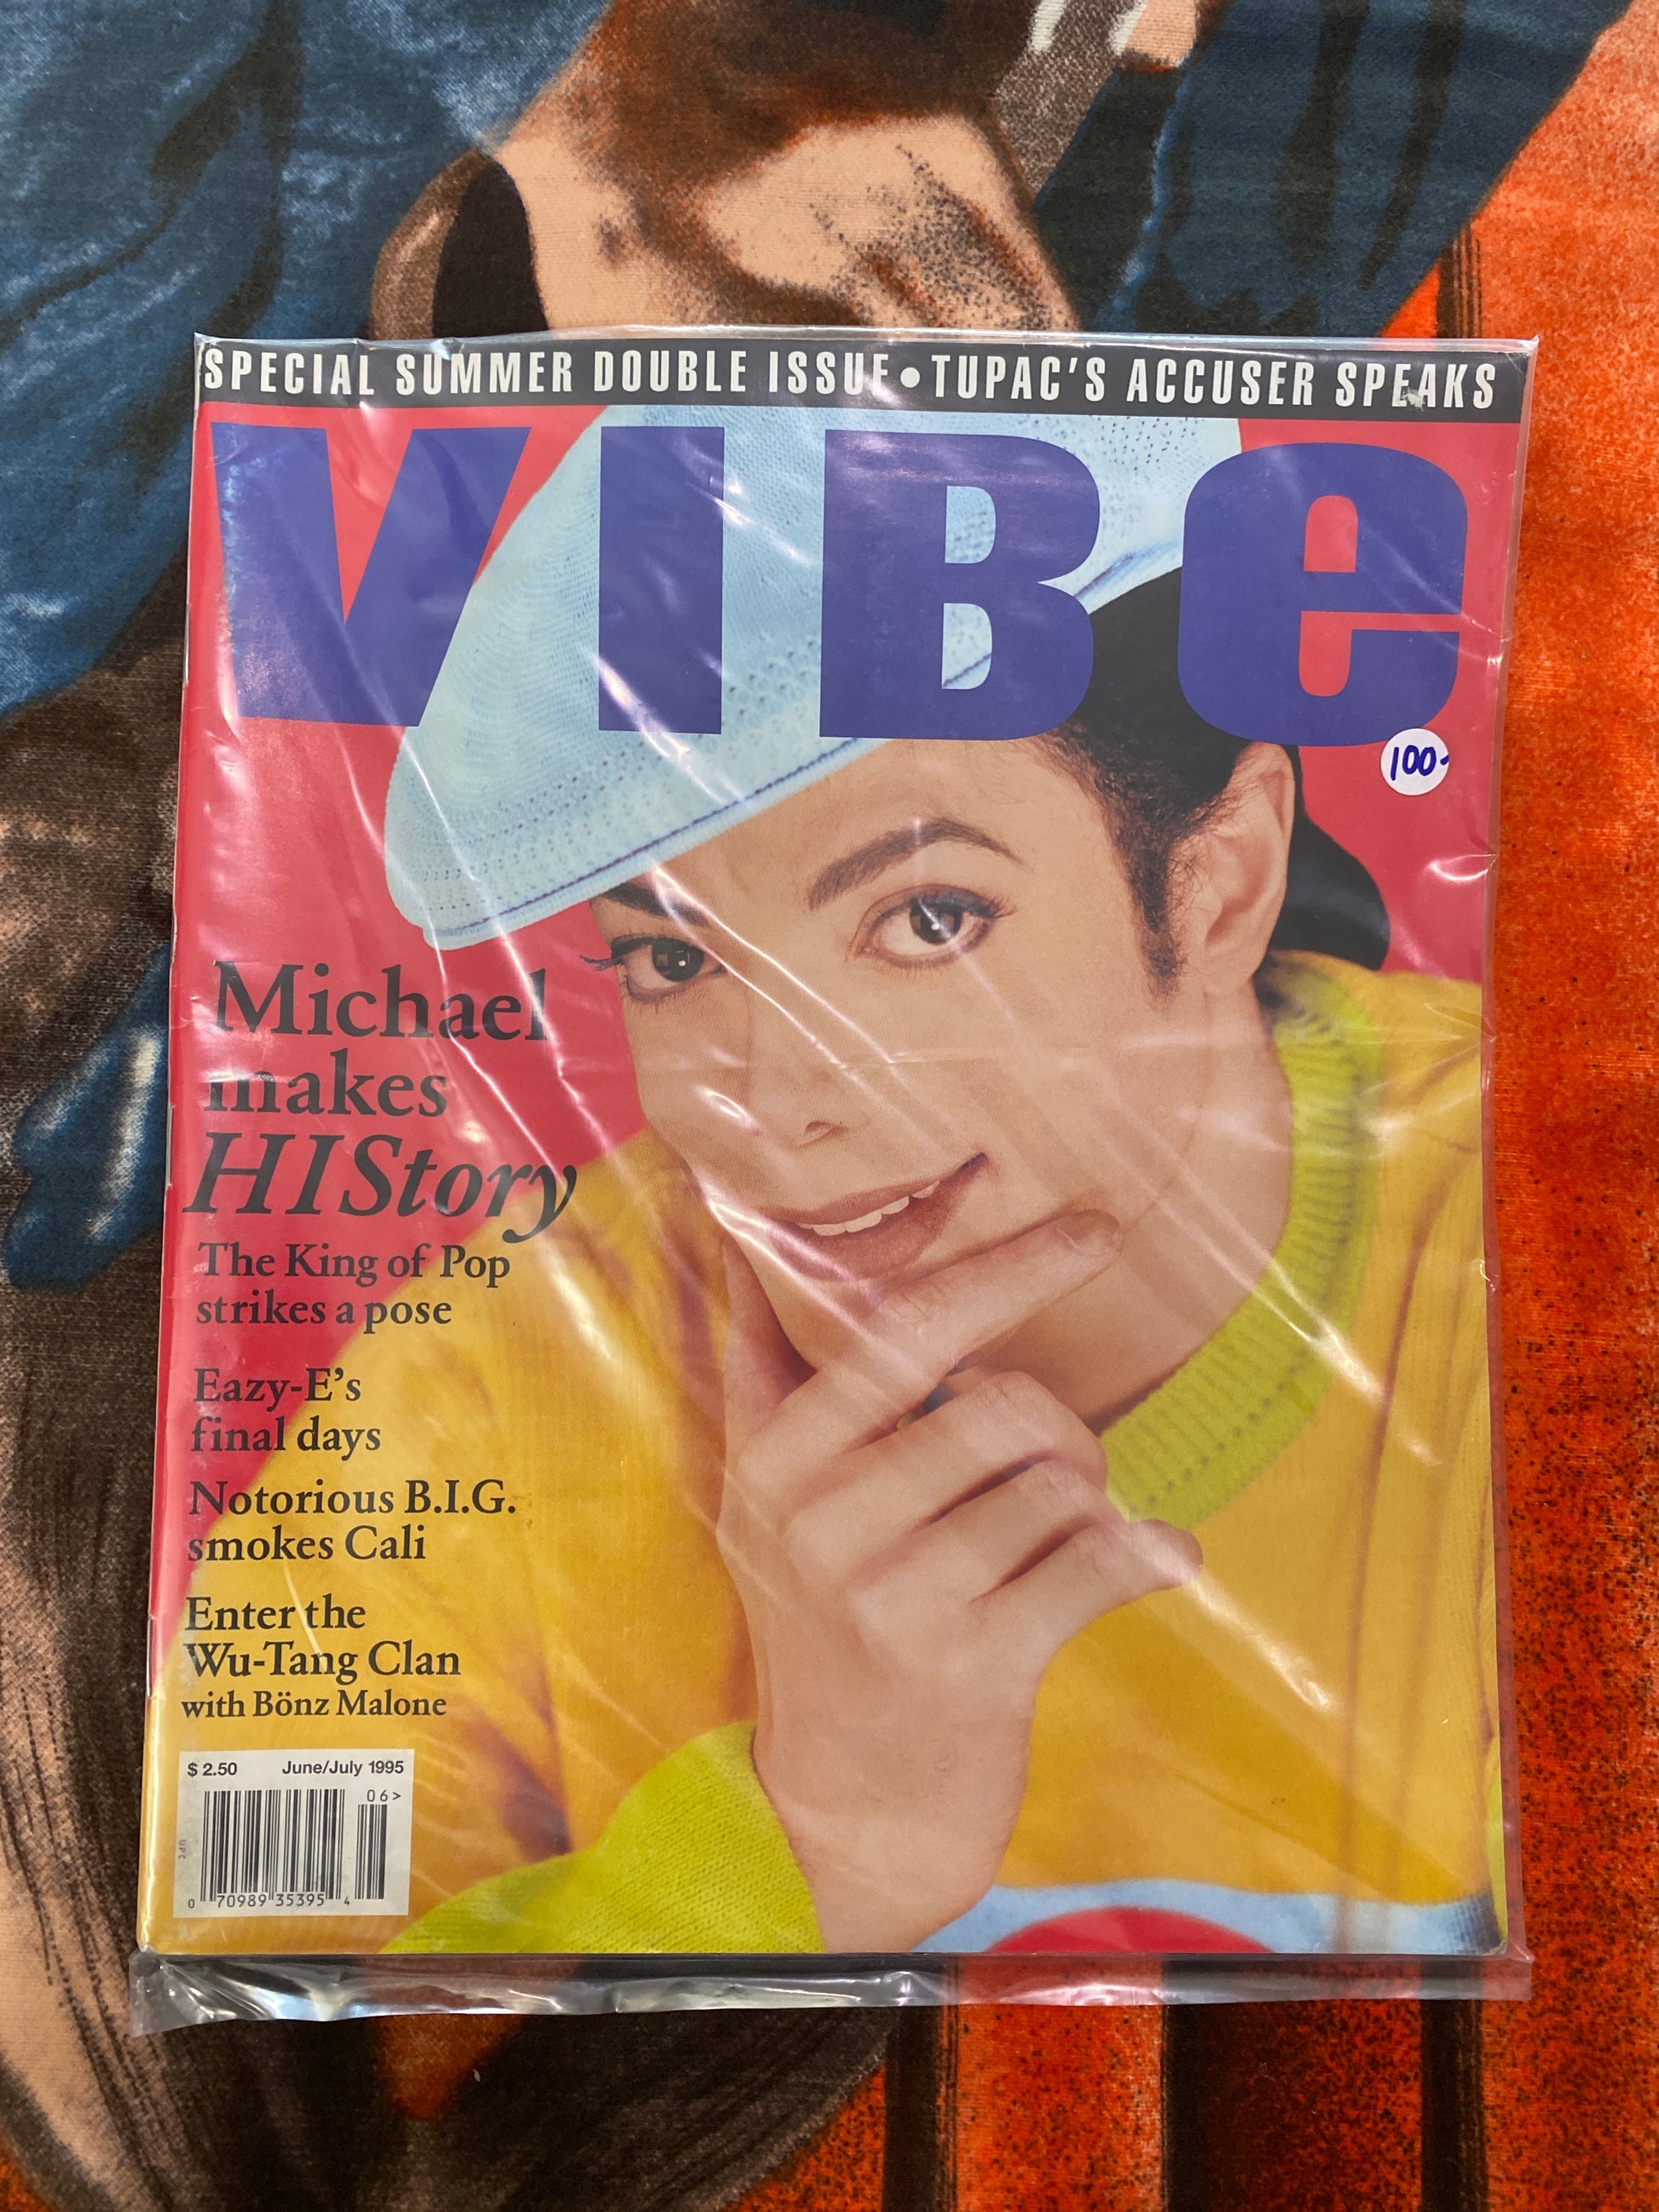 SPECIAL SUMMER DOUBLE ISSUE • TUPAC'S ACCUSER SPEAKS
VIBe
100-
Michael
makes
HIStory
The King of Pop
strikes a pose
Eazy-E's
final days
Notorious B.I.G.
smokes Cali
Enter the
Wu-Tang Clan
with Bönz Malone
$ 2.50 June/July 1995
06>
UPC
0 70989 35395 4